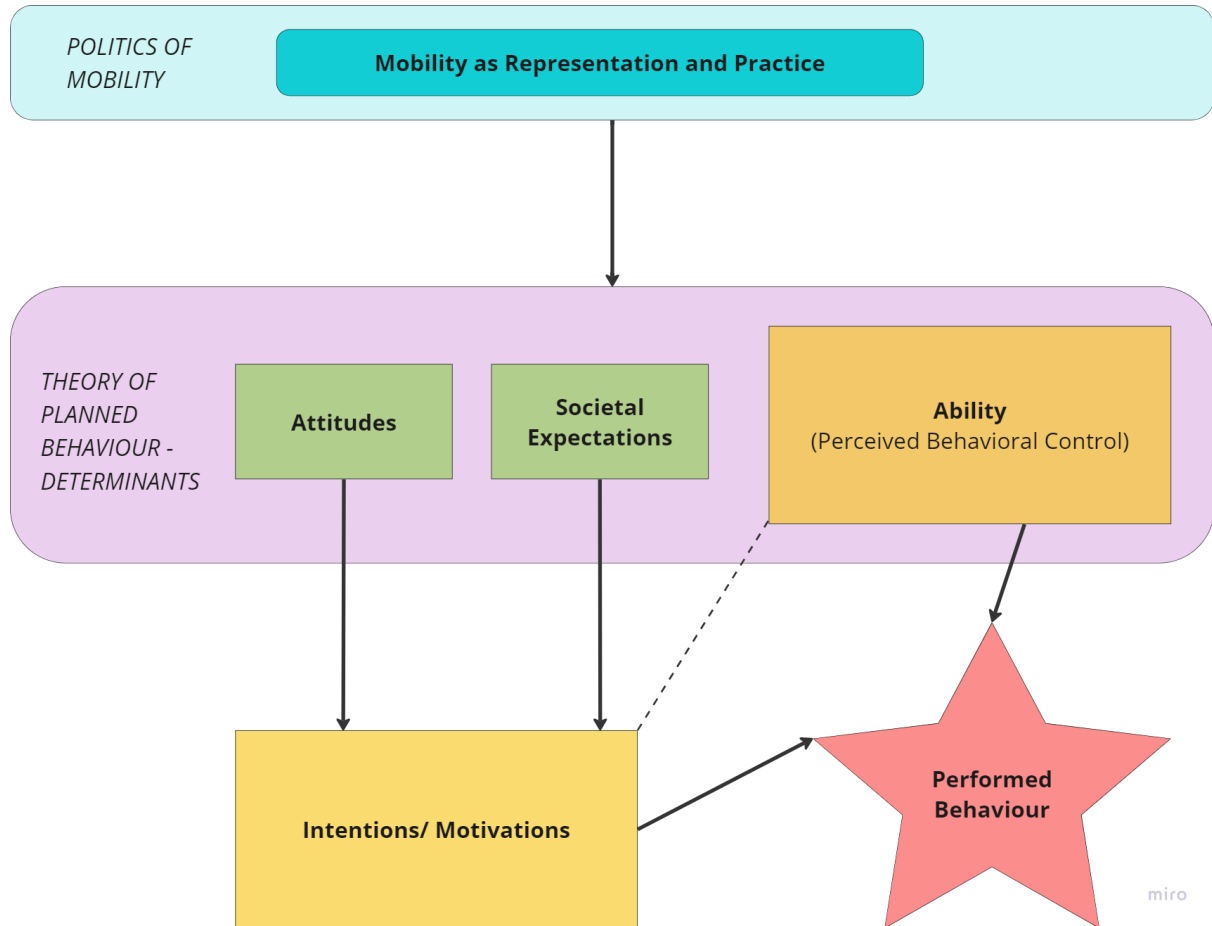 POLITICS OF
MOBILITY
Mobility as Representation and Practice
THEORY OF
PLANNED
BEHAVIOUR -
DETERMINANTS
Attitudes
Societal
Expectations
Ability
(Perceived Behavioral Control)
Intentions/ Motivations
Performed
Behaviour
miro